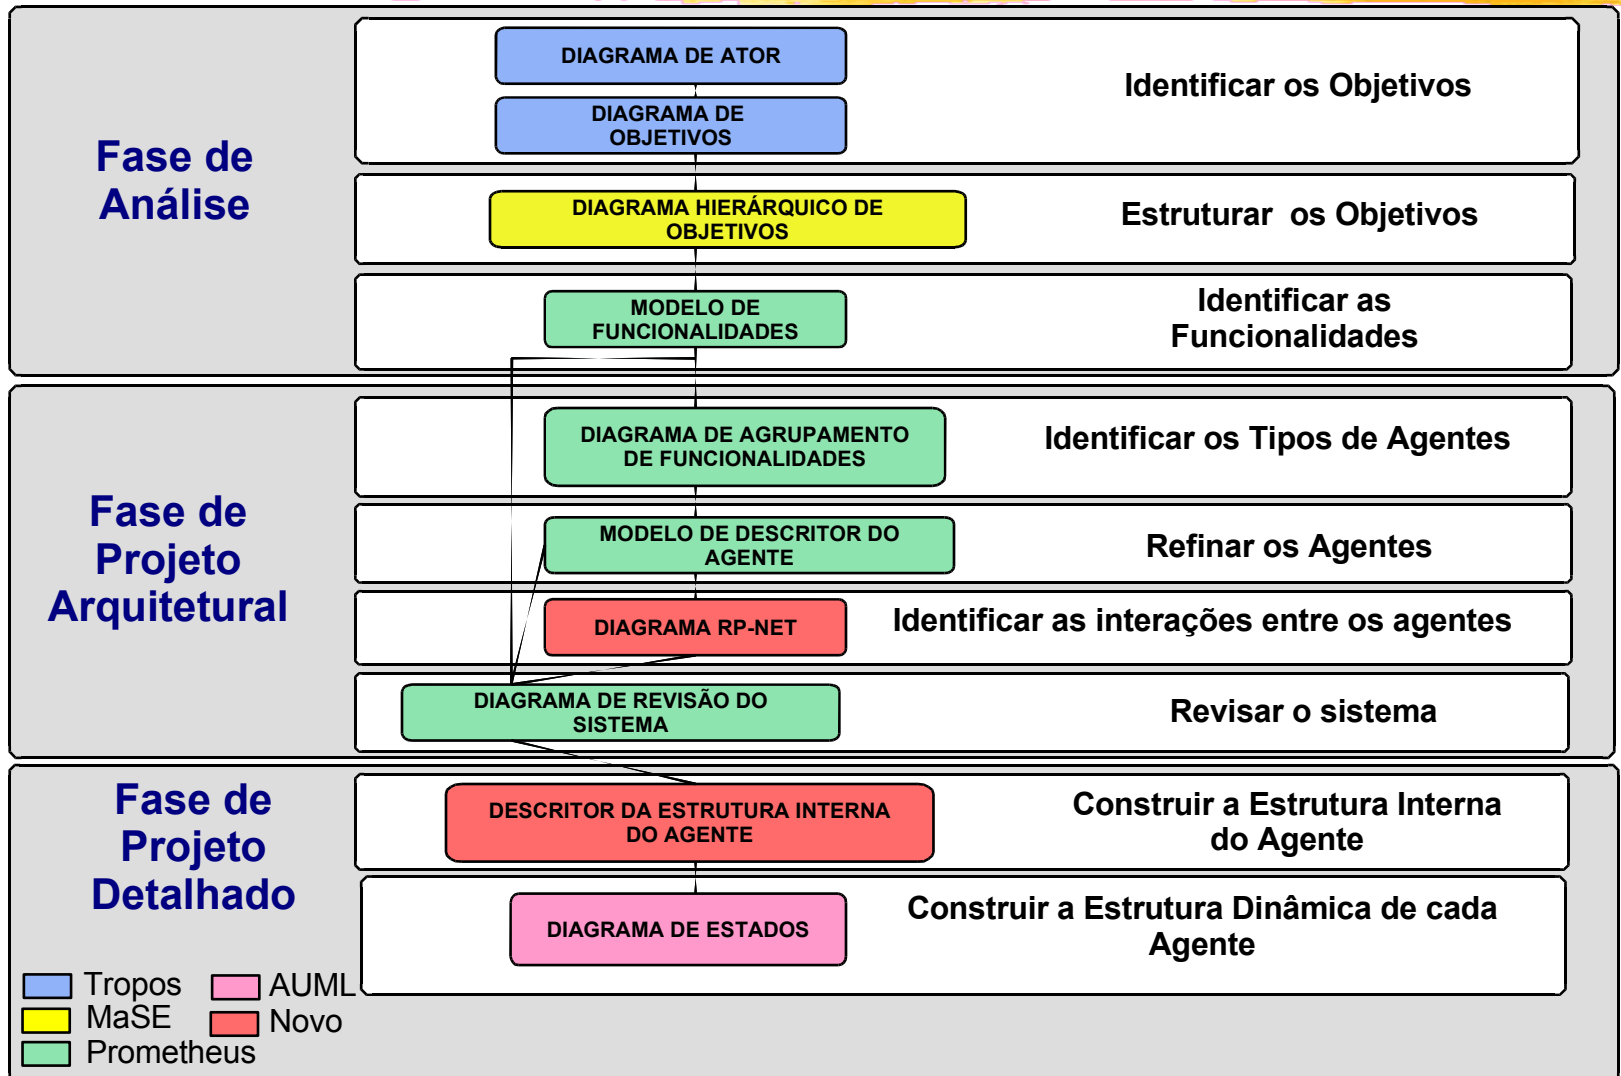 Fase de
Análise
DIAGRAMA DE ATOR
DIAGRAMA DE
OBJETIVOS
Identificar os Objetivos
DIAGRAMA HIERÁRQUICO DE
OBJETIVOS
Estruturar os Objetivos
MODELO DE
FUNCIONALIDADES
Identificar as
Funcionalidades
Fase de
Projeto
Arquitetural
DIAGRAMA DE AGRUPAMENTO
DE FUNCIONALIDADES
Identificar os Tipos de Agentes
MODELO DE DESCRITOR DO
AGENTE
Refinar os Agentes
DIAGRAMA RP-NET
Identificar as interações entre os agentes
DIAGRAMA DE REVISÃO DO
SISTEMA
Revisar o sistema
Fase de
Projeto
Detalhado
DESCRITOR DA ESTRUTURA INTERNA
DO AGENTE
Construir a Estrutura Interna
do Agente
DIAGRAMA DE ESTADOS
Construir a Estrutura Dinâmica de cada
Agente
Tropos
AUML
MaSE
Novo
Prometheus